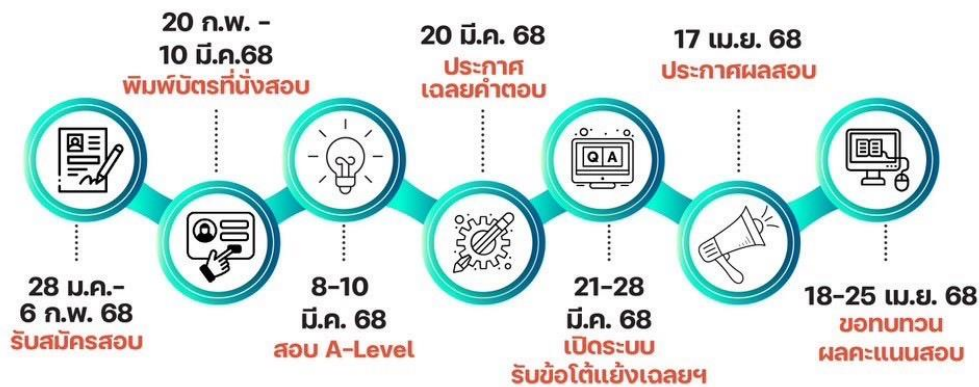 28 ม.ค.-
6 ก.พ. 68
รับสมัครสอบ
20 ก.พ. -
10 มี.ค.68
พิมพ์บัตรที่นั่งสอบ
8-10
มี.ค. 68
สอบ A-Level
20 มี.ค. 68
ประกาศ
เฉลยคำตอบ
Q A
21-28
มี.ค. 68
เปิดระบบ
รับข้อโต้แย้งเฉลยฯ
17 เม.ย. 68
ประกาศผลสอบ
18-25 เม.ย. 68
ขอทบทวน
ผลคะแนนสอบ